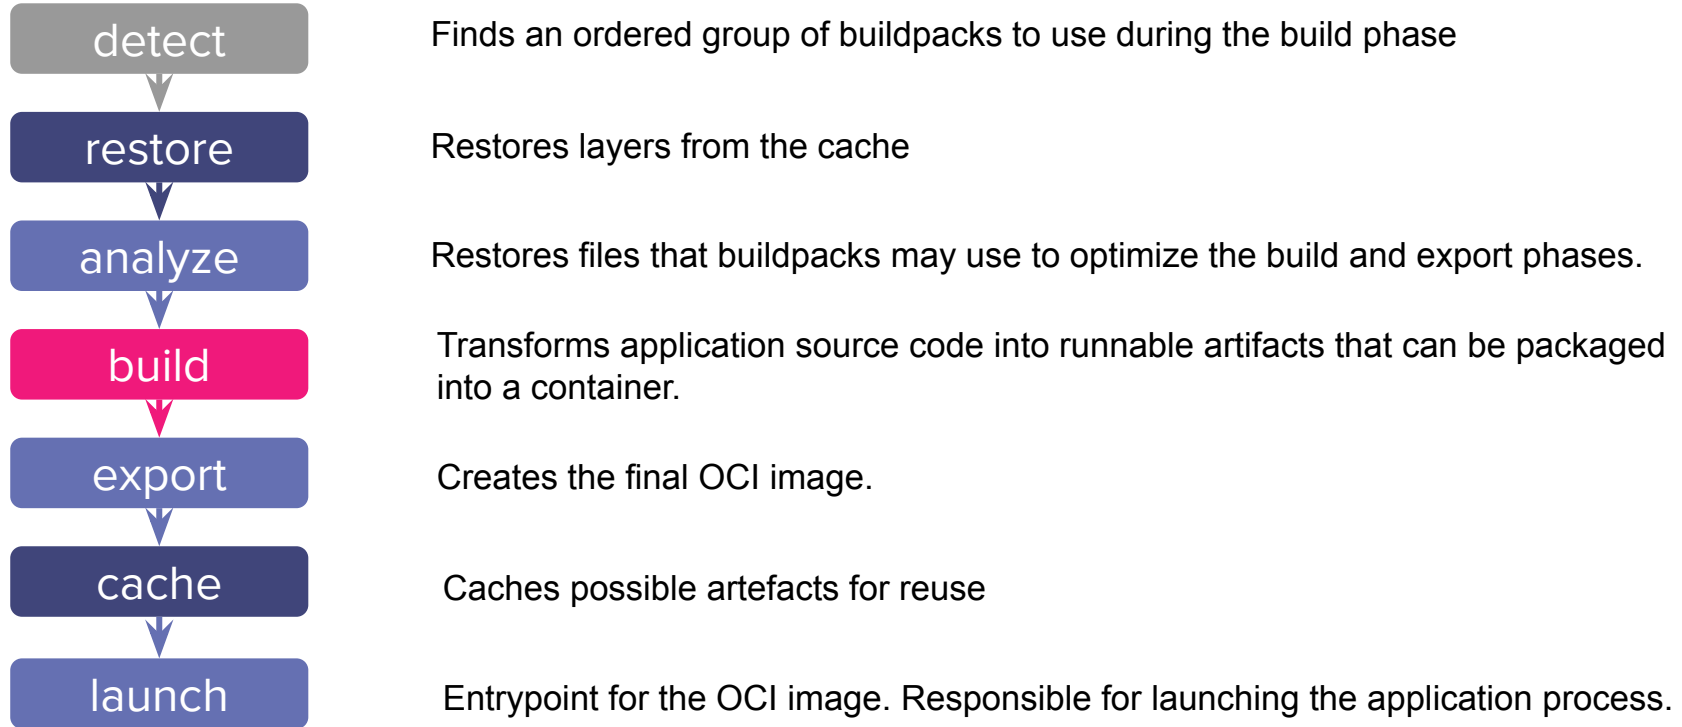 detect
Finds an ordered group of buildpacks to use during the build phase
restore
Restores layers from the cache
analyze
Restores files that buildpacks may use to optimize the build and export phases.
build
Transforms application source code into runnable artifacts that can be packaged
into a container.
export
Creates the final OCI image.
cache
Caches possible artefacts for reuse
launch
Entrypoint for the OCI image. Responsible for launching the application process.